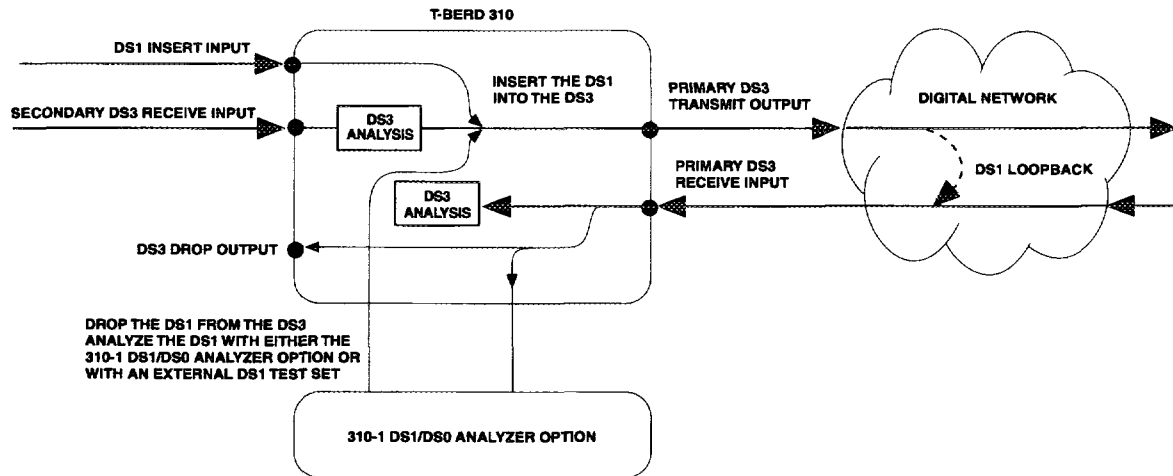 T-BERD 310
DS1 INSERT INPUT
INSERT THE DS1
INTO THE DS3
PRIMARY DS3
TRANSMIT OUTPUT
DIGITAL NETWORK
SECONDARY DS3 RECEIVE INPUT
DS3
ANALYSIS
PRIMARY DS3
RECEIVE INPUT
DS1 LOOPBACK
DS3
ANALYSIS
DS3 DROP OUTPUT
DROP THE DS1 FROM THE DS3
ANALYZE THE DS1 WITH EITHER THE
310-1 DS1/DS0 ANALYZER OPTION OR
WITH AN EXTERNAL DS1 TEST SET
310-1 DS1/DS0 ANALYZER OPTION